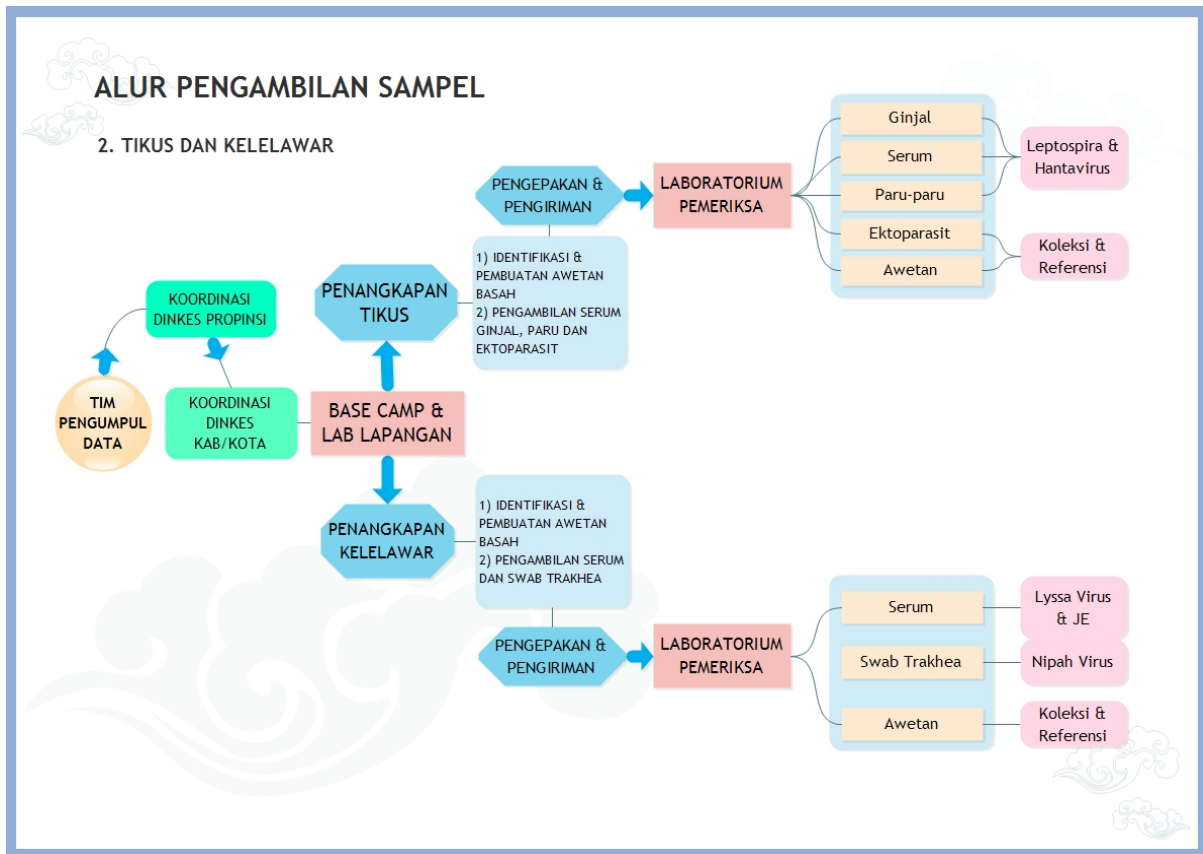 ALUR PENGAMBILAN SAMPEL
2. TIKUS DAN KELELAWAR
TIM
PENGUMPUL
DATA
KOORDINASI
DINKES PROPINSI
KOORDINASI
DINKES
KAB/KOTA
BASE CAMP &
LAB LAPANGAN
PENANGKAPAN
TIKUS
1) IDENTIFIKASI &
PEMBUATAN AWETAN
BASAH
2) PENGAMBILAN SERUM
GINJAL, PARU DAN
EKTOPARASIT
PENGEPAKAN &
PENGIRIMAN
LABORATORIUM
PEMERIKSA
Ginjal
Serum
Paru-paru
Ektoparasit
Awetan
Leptospira &
Hantavirus
Koleksi &
Referensi
PENANGKAPAN
KELELAWAR
1) IDENTIFIKASI &
PEMBUATAN AWETAN
BASAH
2) PENGAMBILAN SERUM
DAN SWAB TRAKHEA
PENGEPAKAN &
PENGIRIMAN
LABORATORIUM
PEMERIKSA
Serum
Swab Trakhea
Awetan
Lyssa Virus
& JE
Nipah Virus
Koleksi &
Referensi